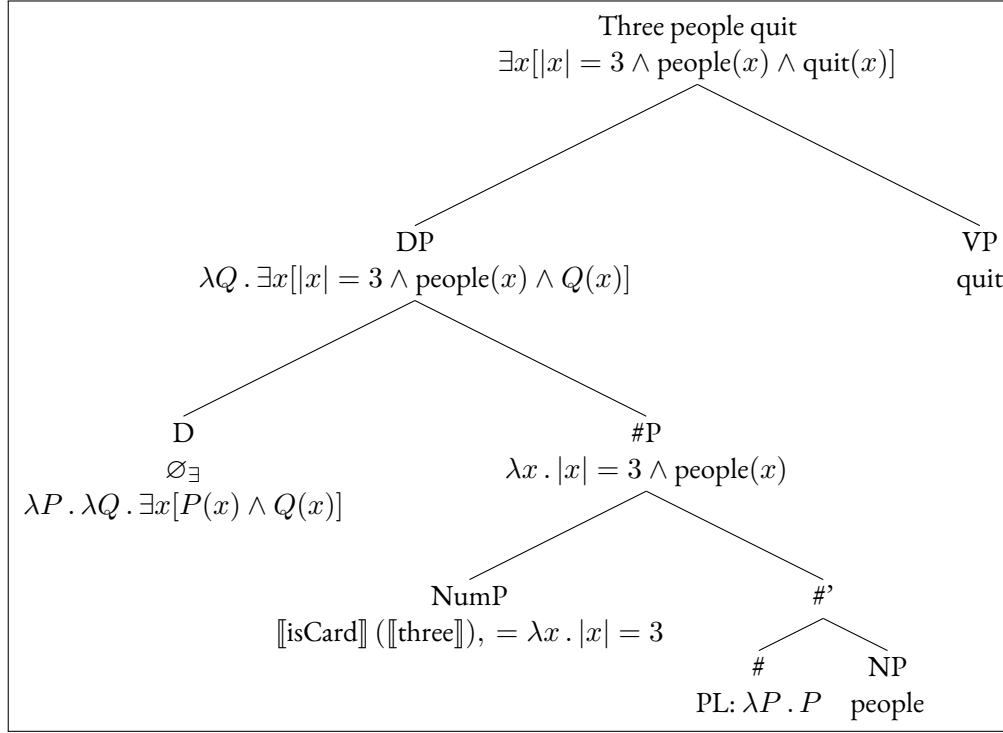 Three people quit
∃x[|x| = 3 ∧ people(x) ∧ quit(x)]
DP
VP
λQ . ∃x[|x| = 3 ∧ people(x) ∧ Q(x)]
quit
D
#P
∅∃
λx . |x| = 3 ∧ people(x)
λP . λQ . ∃x[P(x) ∧ Q(x)]
NumP
#’
⟦isCard⟧ (⟦three⟧), = λx . |x| = 3
#
NP
PL: λP . P
people